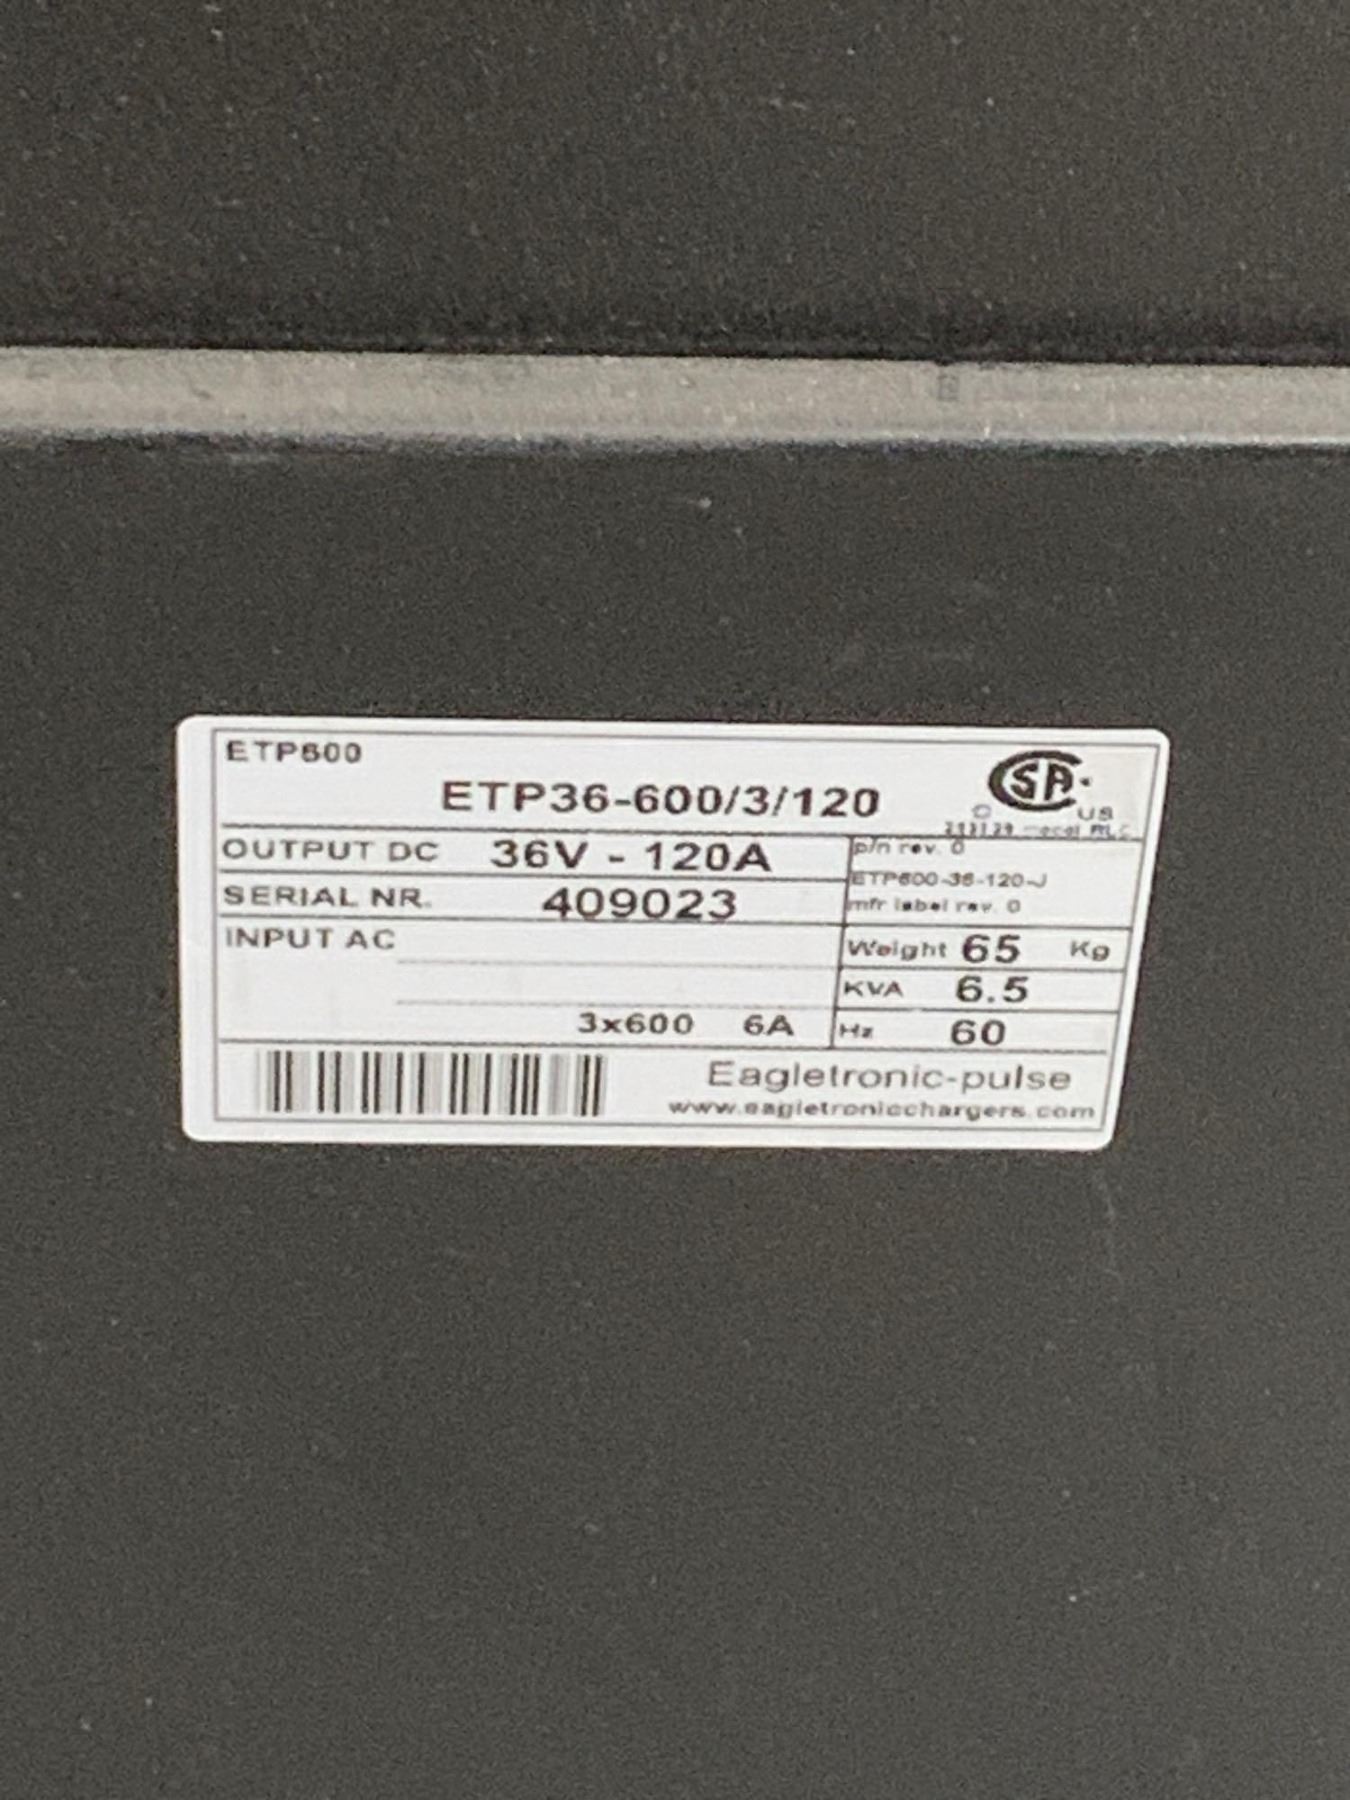 ETP600
ETP36-600/3/120
CSA
C US
OUTPUT DC 36V - 120A
p/n rev. 0
ETP600-36-120-J
SERIAL NR. 409023
mfr label rev. 0
INPUT AC
Weight 65 Kg
KVA 6.5
3x600 6A
Hz 60
Eagletronic-pulse
www.eagletronicchargers.com